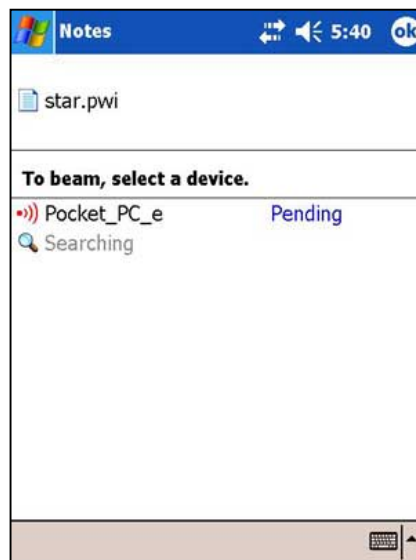 Notes 5:40 ok
star.pwi
To beam, select a device.
Pocket_PC_e Pending
Searching